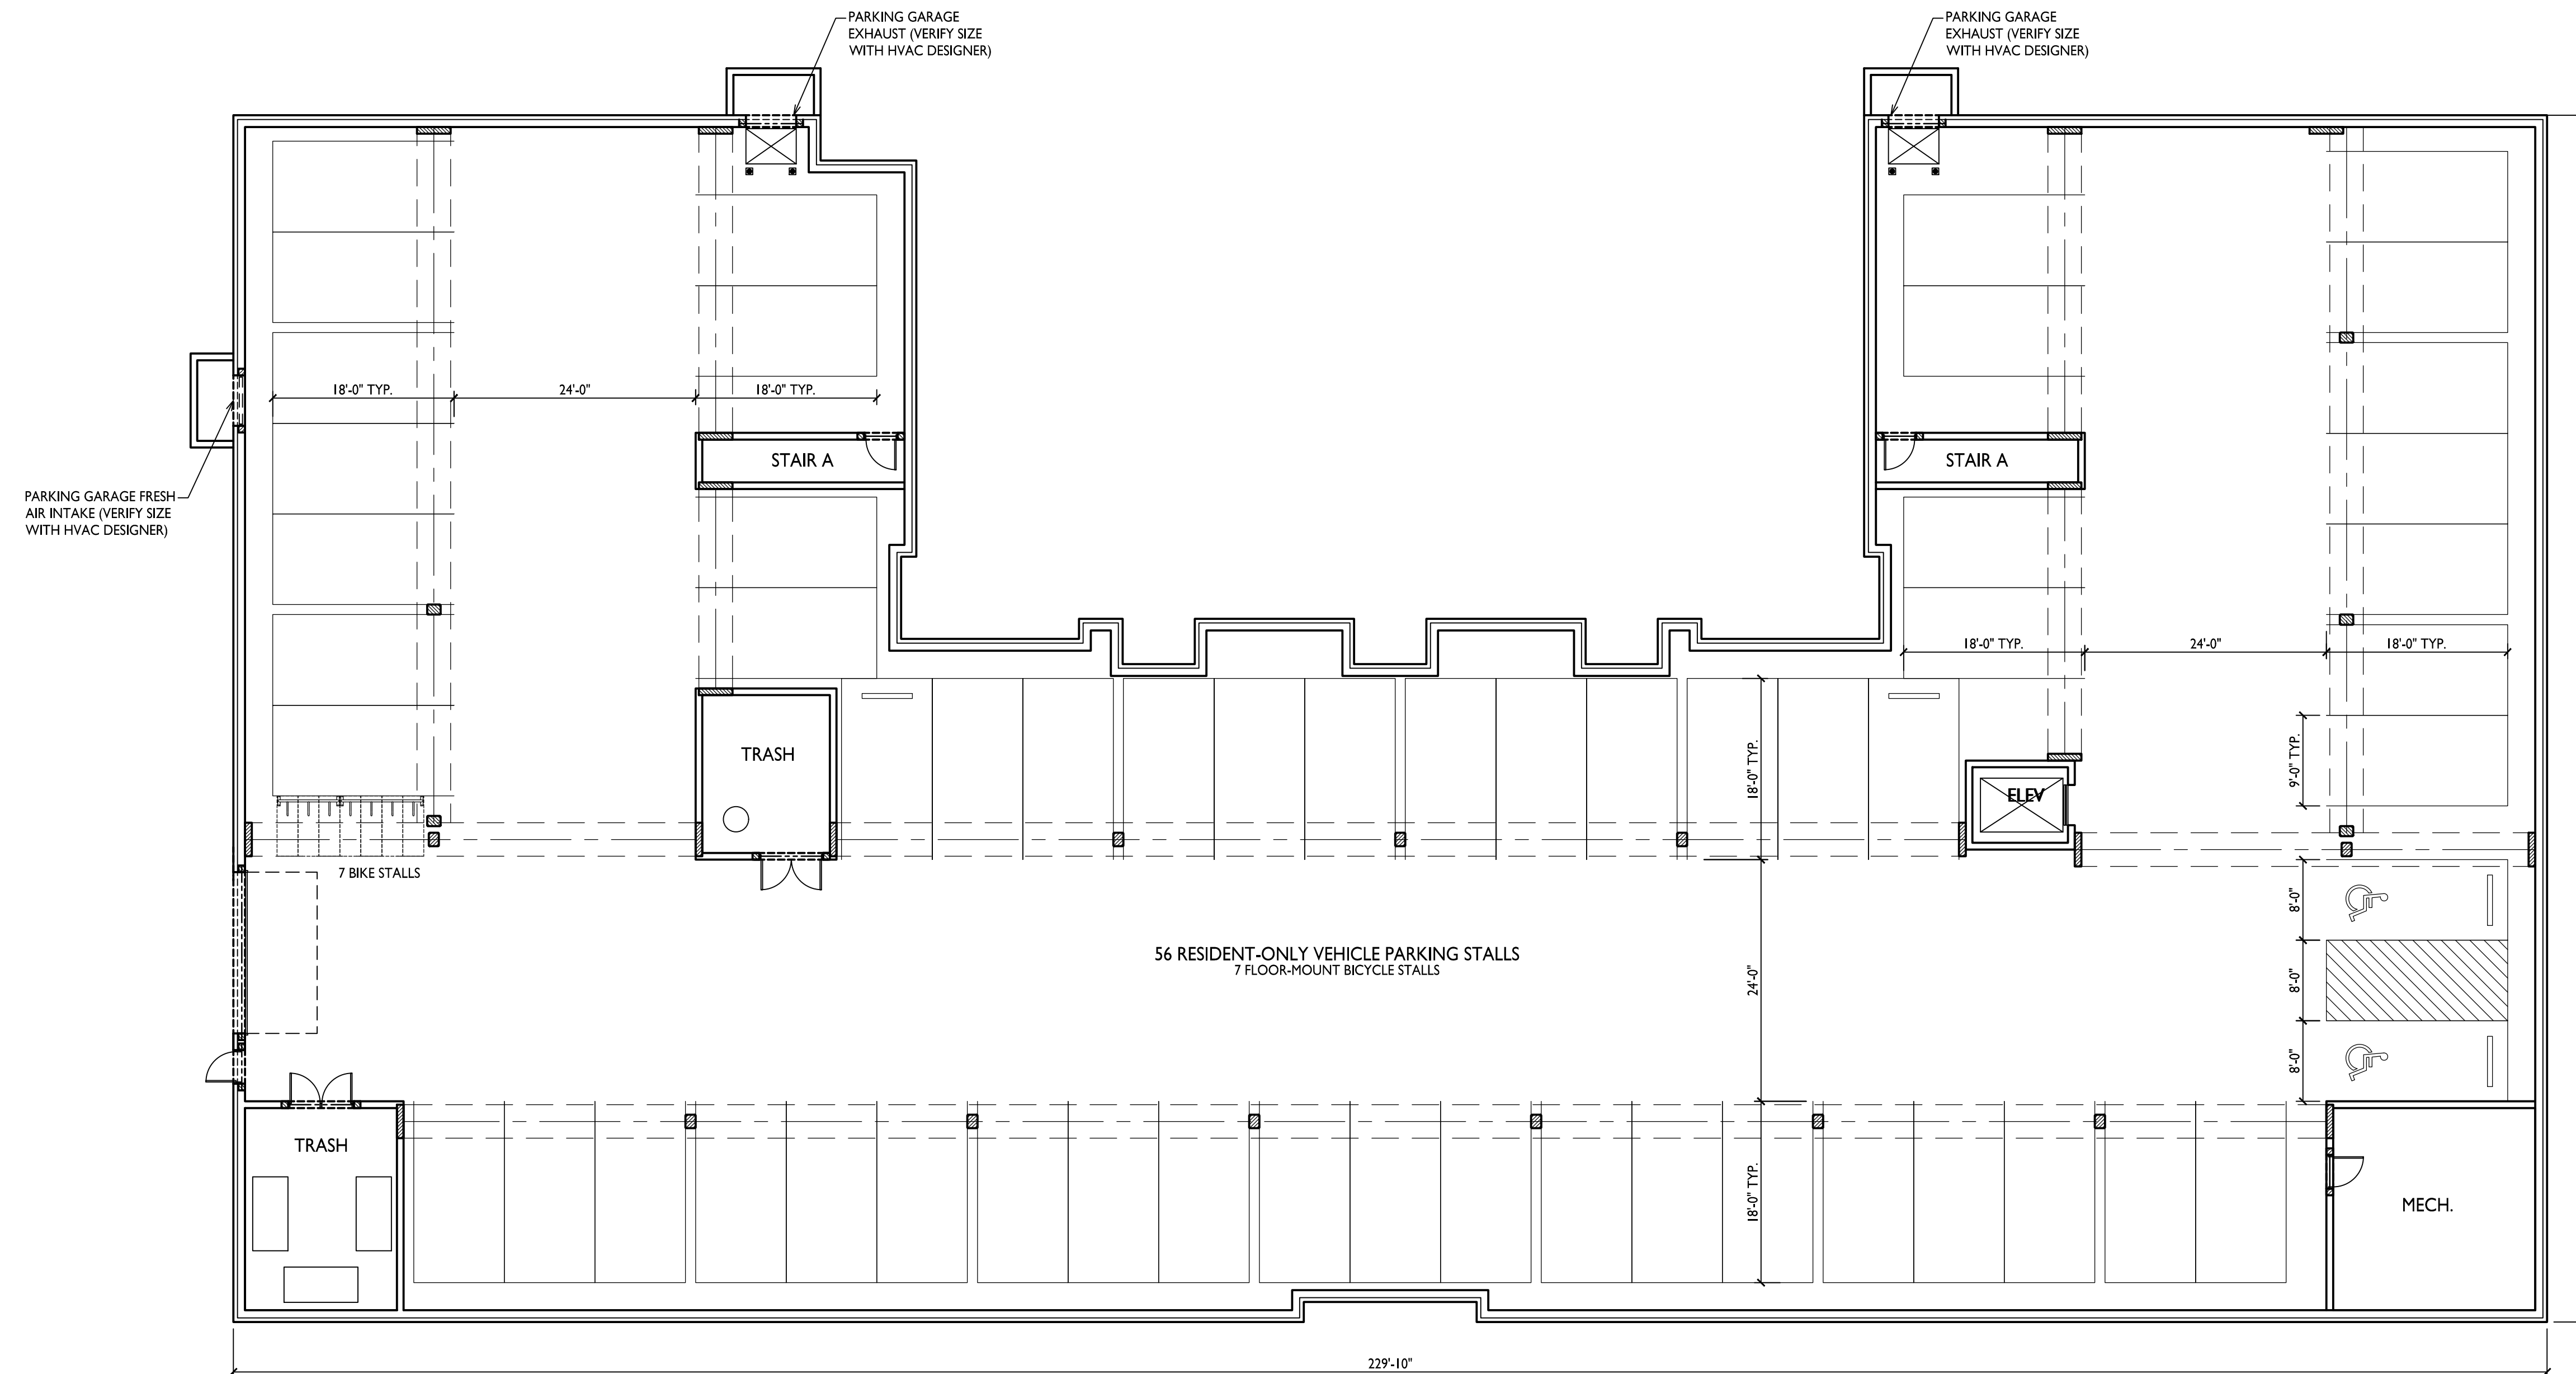 PARKING GARAGE
EXHAUST (VERIFY SIZE
WITH HVAC DESIGNER)
PARKING GARAGE
EXHAUST (VERIFY SIZE
WITH HVAC DESIGNER)
18'-0" TYP.
24'-0"
18'-0" TYP.
STAIR A
STAIR A
PARKING GARAGE FRESH
AIR INTAKE (VERIFY SIZE
WITH HVAC DESIGNER)
18'-0" TYP.
24'-0"
18'-0" TYP.
TRASH
18'-0" TYP.
9'-0" TYP.
ELEV
7 BIKE STALLS
8'-0"
56 RESIDENT-ONLY VEHICLE PARKING STALLS
7 FLOOR-MOUNT BICYCLE STALLS
24'-0"
8'-0"
8'-0"
TRASH
18'-0" TYP.
MECH.
229'-10"